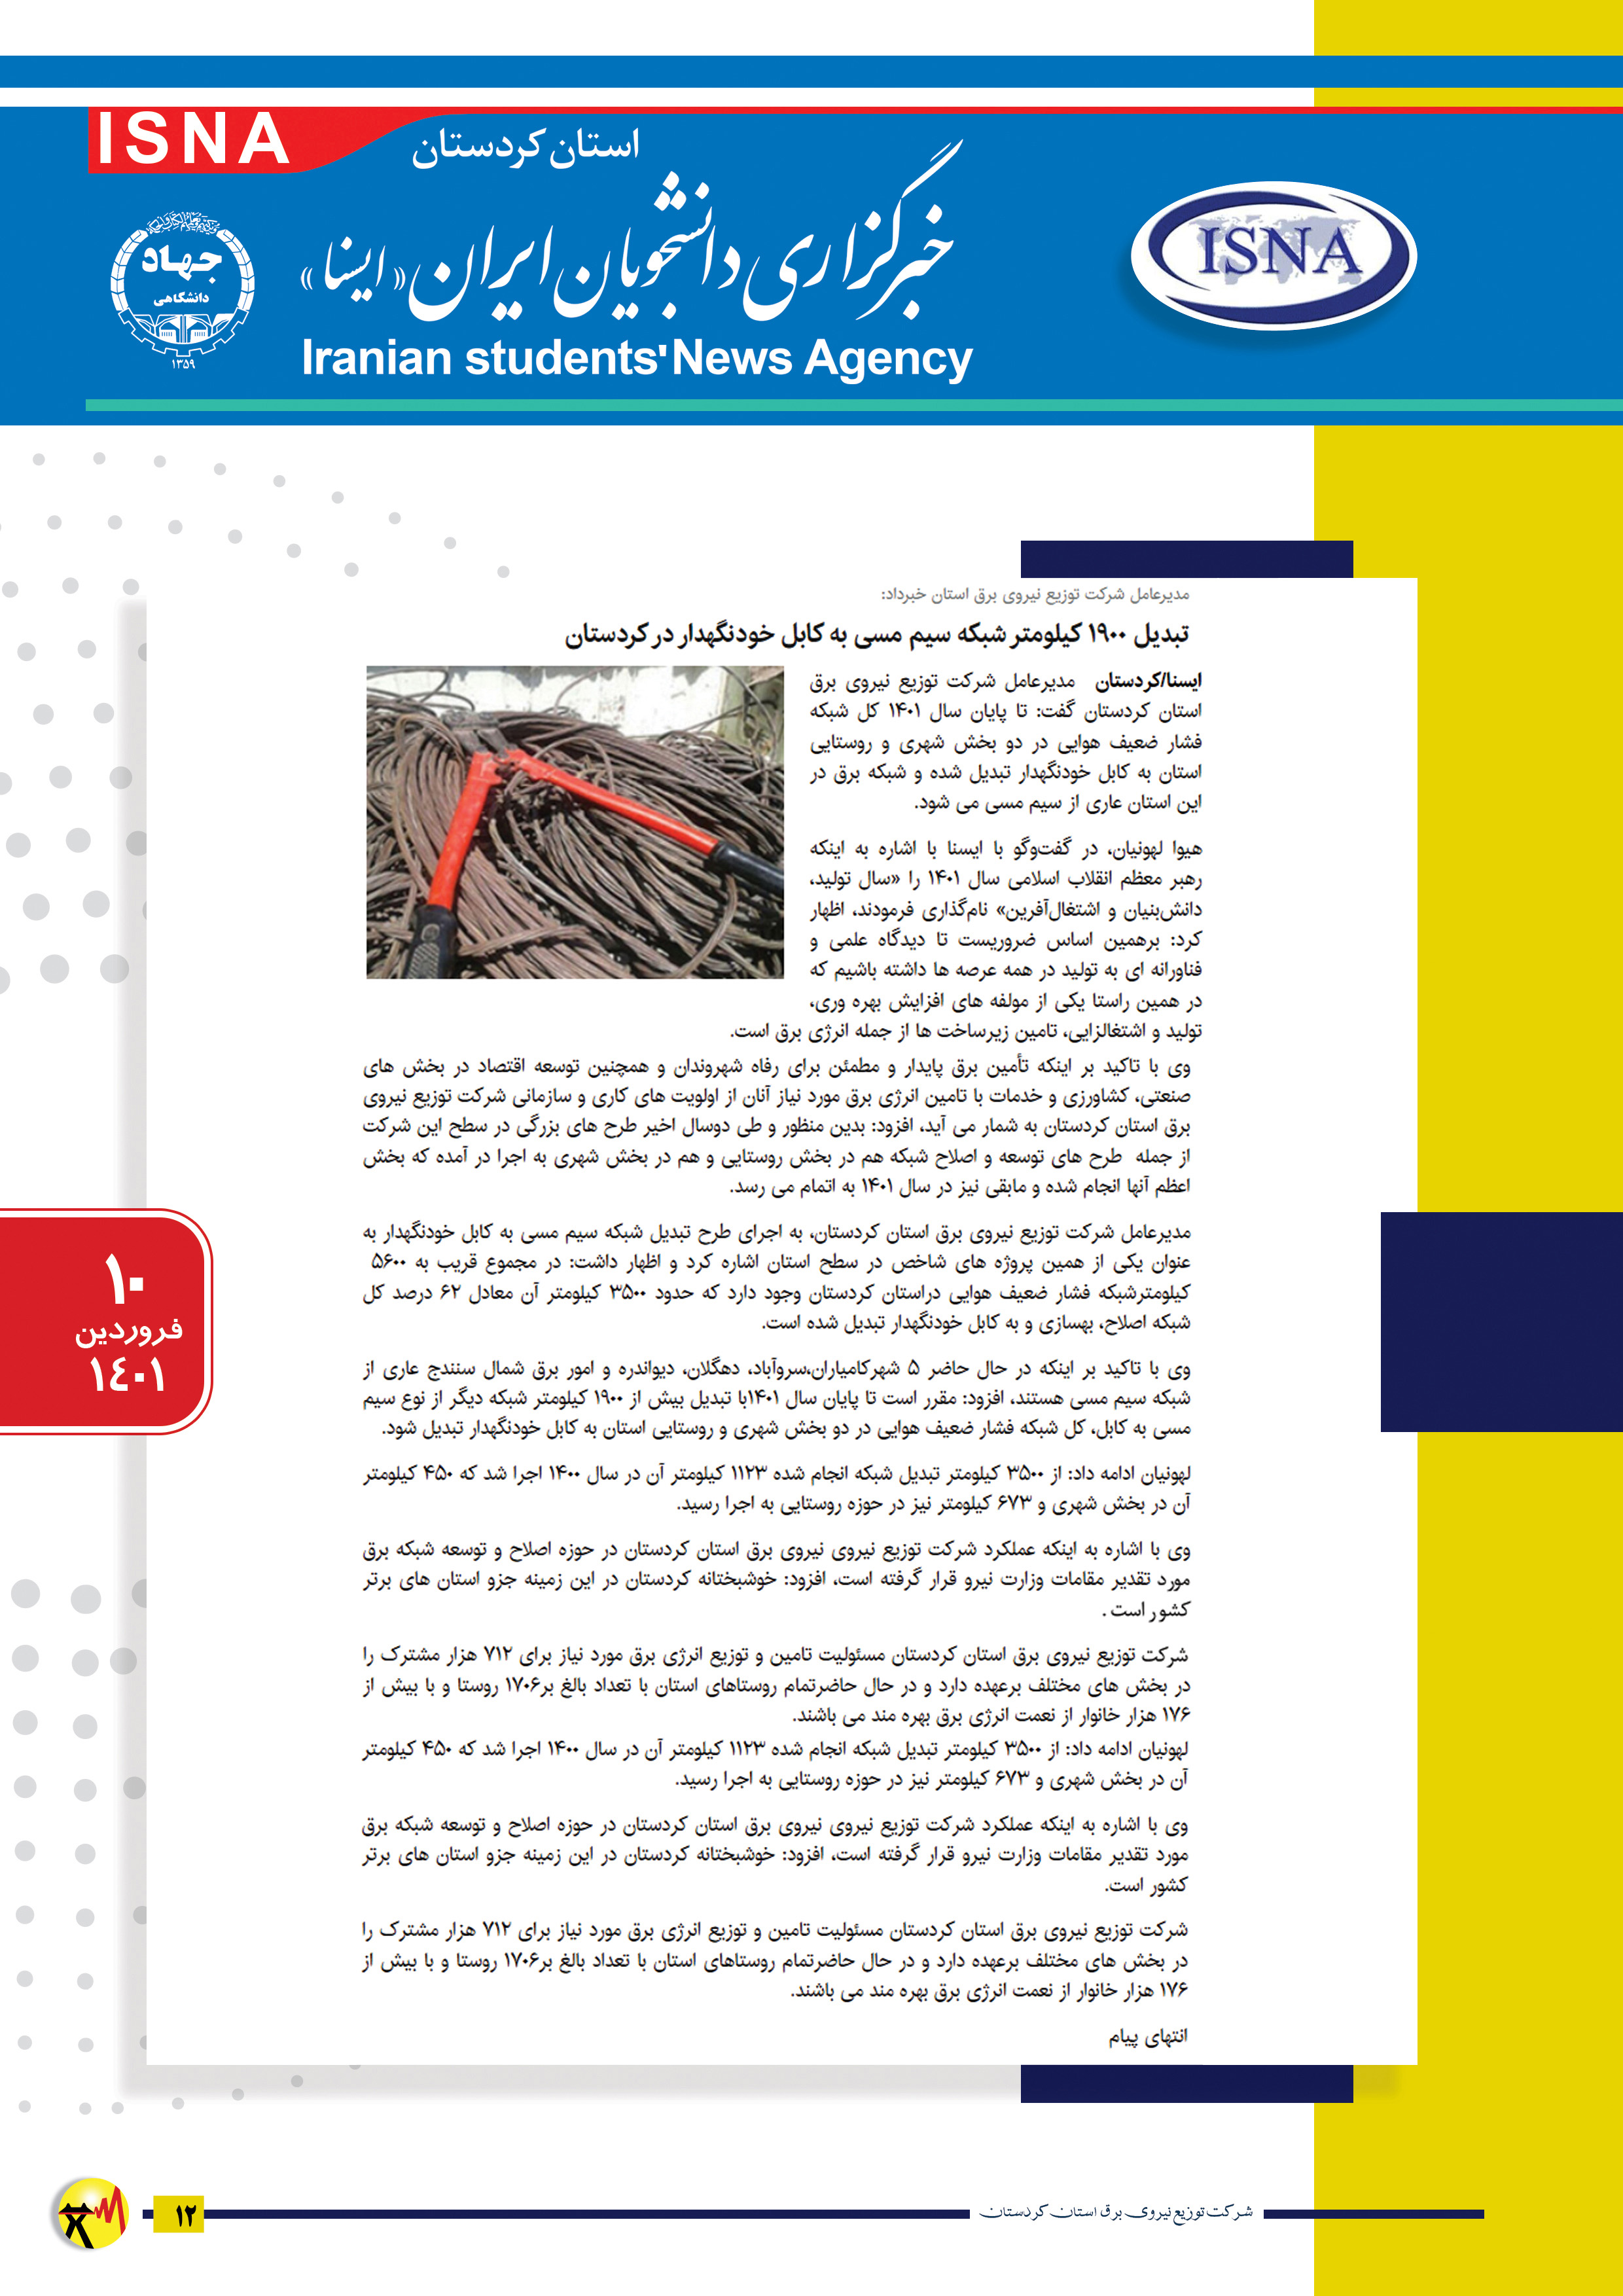 ISNA
استان کردستان
خبرگزاری دانشجویان ایران «ایسنا»
Iranian students' News Agency
ISNA
جهاد
دانشگاهی
۱۳۵۹
مدیرعامل شرکت توزیع نیروی برق استان خبرداد:
تبدیل ۱۹۰۰ کیلومتر شبکه سیم مسی به کابل خودنگهدار در کردستان
ایسنا/کردستان مدیرعامل شرکت توزیع نیروی برق
استان کردستان گفت: تا پایان سال ۱۴۰۱ کل شبکه
فشار ضعیف هوایی در دو بخش شهری و روستایی
استان به کابل خودنگهدار تبدیل شده و شبکه برق در
این استان عاری از سیم مسی می شود.
هیوا لهونیان، در گفت‌وگو با ایسنا با اشاره به اینکه
رهبر معظم انقلاب اسلامی سال ۱۴۰۱ را «سال تولید،
دانش‌بنیان و اشتغال‌آفرین» نام‌گذاری فرمودند، اظهار
کرد: برهمین اساس ضروریست تا دیدگاه علمی و
فناورانه ای به تولید در همه عرصه ها داشته باشیم که
در همین راستا یکی از مولفه های افزایش بهره وری،
تولید و اشتغالزایی، تامین زیرساخت ها از جمله انرژی برق است.
وی با تاکید بر اینکه تأمین برق پایدار و مطمئن برای رفاه شهروندان و همچنین توسعه اقتصاد در بخش های
صنعتی، کشاورزی و خدمات با تامین انرژی برق مورد نیاز آنان از اولویت های کاری و سازمانی شرکت توزیع نیروی
برق استان کردستان به شمار می آید، افزود: بدین منظور و طی دوسال اخیر طرح های بزرگی در سطح این شرکت
از جمله طرح های توسعه و اصلاح شبکه هم در بخش روستایی و هم در بخش شهری به اجرا در آمده که بخش
اعظم آنها انجام شده و مابقی نیز در سال ۱۴۰۱ به اتمام می رسد.
مدیرعامل شرکت توزیع نیروی برق استان کردستان، به اجرای طرح تبدیل شبکه سیم مسی به کابل خودنگهدار به
عنوان یکی از همین پروژه های شاخص در سطح استان اشاره کرد و اظهار داشت: در مجموع قریب به ۵۶۰۰
کیلومترشبکه فشار ضعیف هوایی دراستان کردستان وجود دارد که حدود ۳۵۰۰ کیلومتر آن معادل ۶۲ درصد کل
شبکه اصلاح، بهسازی و به کابل خودنگهدار تبدیل شده است.
وی با تاکید بر اینکه در حال حاضر ۵ شهرکامیاران،سروآباد، دهگلان، دیواندره و امور برق شمال سنندج عاری از
شبکه سیم مسی هستند، افزود: مقرر است تا پایان سال ۱۴۰۱با تبدیل بیش از ۱۹۰۰ کیلومتر شبکه دیگر از نوع سیم
مسی به کابل، کل شبکه فشار ضعیف هوایی در دو بخش شهری و روستایی استان به کابل خودنگهدار تبدیل شود.
لهونیان ادامه داد: از ۳۵۰۰ کیلومتر تبدیل شبکه انجام شده ۱۱۲۳ کیلومتر آن در سال ۱۴۰۰ اجرا شد که ۴۵۰ کیلومتر
آن در بخش شهری و ۶۷۳ کیلومتر نیز در حوزه روستایی به اجرا رسید.
وی با اشاره به اینکه عملکرد شرکت توزیع نیروی نیروی برق استان کردستان در حوزه اصلاح و توسعه شبکه برق
مورد تقدیر مقامات وزارت نیرو قرار گرفته است، افزود: خوشبختانه کردستان در این زمینه جزو استان های برتر
کشور است .
شرکت توزیع نیروی برق استان کردستان مسئولیت تامین و توزیع انرژی برق مورد نیاز برای ۷۱۲ هزار مشترک را
در بخش های مختلف برعهده دارد و در حال حاضرتمام روستاهای استان با تعداد بالغ بر۱۷۰۶ روستا و با بیش از
۱۷۶ هزار خانوار از نعمت انرژی برق بهره مند می باشند.
لهونیان ادامه داد: از ۳۵۰۰ کیلومتر تبدیل شبکه انجام شده ۱۱۲۳ کیلومتر آن در سال ۱۴۰۰ اجرا شد که ۴۵۰ کیلومتر
آن در بخش شهری و ۶۷۳ کیلومتر نیز در حوزه روستایی به اجرا رسید.
وی با اشاره به اینکه عملکرد شرکت توزیع نیروی نیروی برق استان کردستان در حوزه اصلاح و توسعه شبکه برق
مورد تقدیر مقامات وزارت نیرو قرار گرفته است، افزود: خوشبختانه کردستان در این زمینه جزو استان های برتر
کشور است.
شرکت توزیع نیروی برق استان کردستان مسئولیت تامین و توزیع انرژی برق مورد نیاز برای ۷۱۲ هزار مشترک را
در بخش های مختلف برعهده دارد و در حال حاضرتمام روستاهای استان با تعداد بالغ بر۱۷۰۶ روستا و با بیش از
۱۷۶ هزار خانوار از نعمت انرژی برق بهره مند می باشند.
انتهای پیام
۱۰
فروردین
۱٤۰۱
شرکت توزیع نیروی برق استان کردستان
۱۲